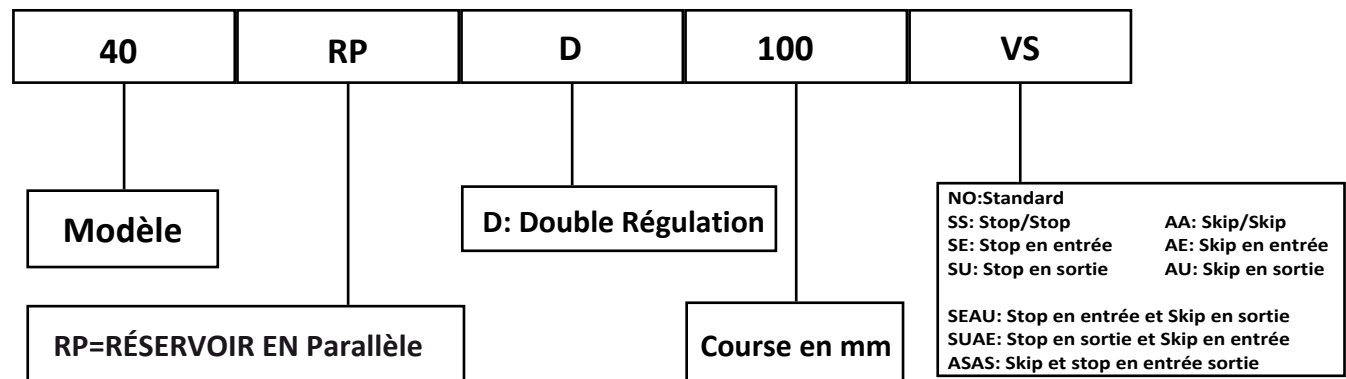 40 RP D 100 VS
Modèle
D: Double Régulation
RP=RÉSERVOIR EN Parallèle
Course en mm
NO:Standard
SS: Stop/Stop AA: Skip/Skip
SE: Stop en entrée AE: Skip en entrée
SU: Stop en sortie AU: Skip en sortie
SEAU: Stop en entrée et Skip en sortie
SUAE: Stop en sortie et Skip en entrée
ASAS: Skip et stop en entrée sortie